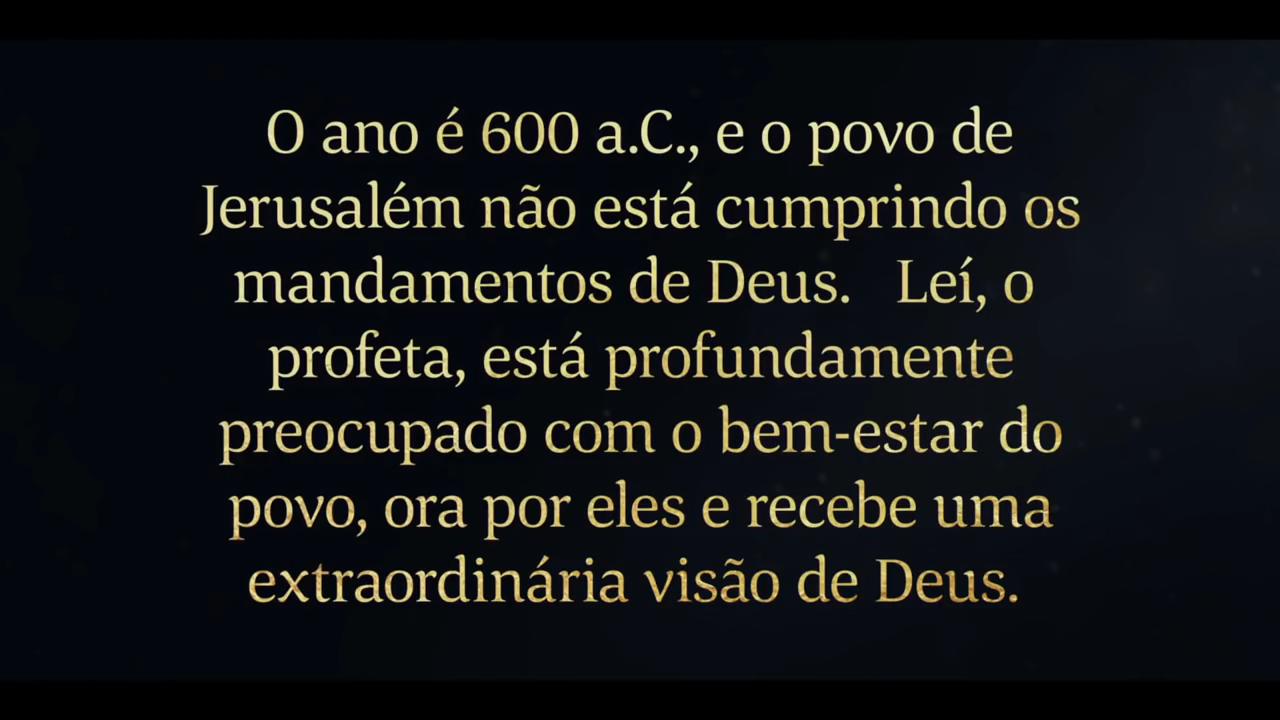 O ano é 600 a.C., e o povo de
Jerusalém não está cumprindo os
mandamentos de Deus. Leí, o
profeta, está profundamente
preocupado com o bem-estar do
povo, ora por eles e recebe uma
extraordinária visão de Deus.